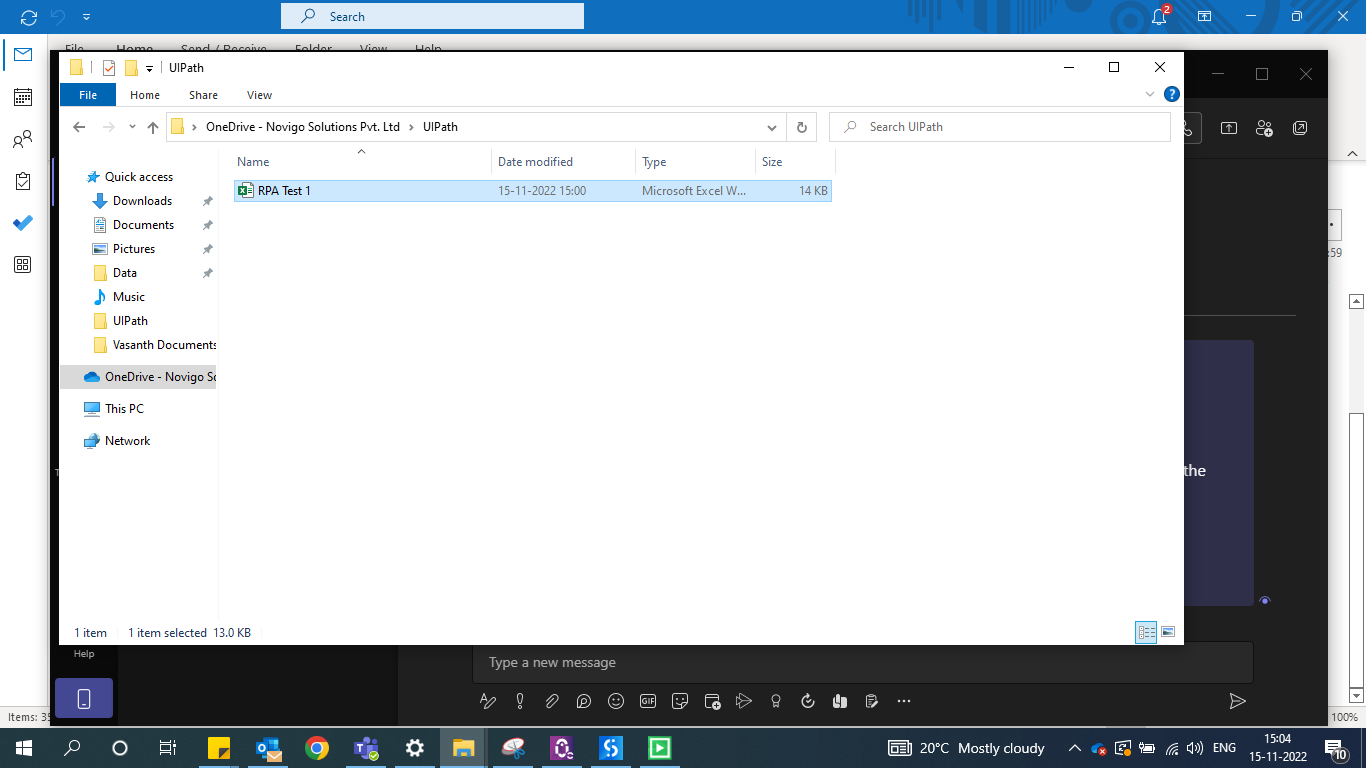 Search
2
File Home Send / Receive Folder View Help
UIPath
File Home Share View
?
OneDrive - Novigo Solutions Pvt. Ltd UIPath
Search UIPath
Name Date modified Type Size
RPA Test 1 15-11-2022 15:00 Microsoft Excel W... 14 KB
Quick access
Downloads
Documents
Pictures
Data
Music
UIPath
Vasanth Documents
OneDrive - Novigo So
This PC
Network
:59
the
1 item 1 item selected 13.0 KB
Help
Type a new message
GIF
Items: 35
100%
20°C Mostly cloudy
ENG
15:04
15-11-2022
10